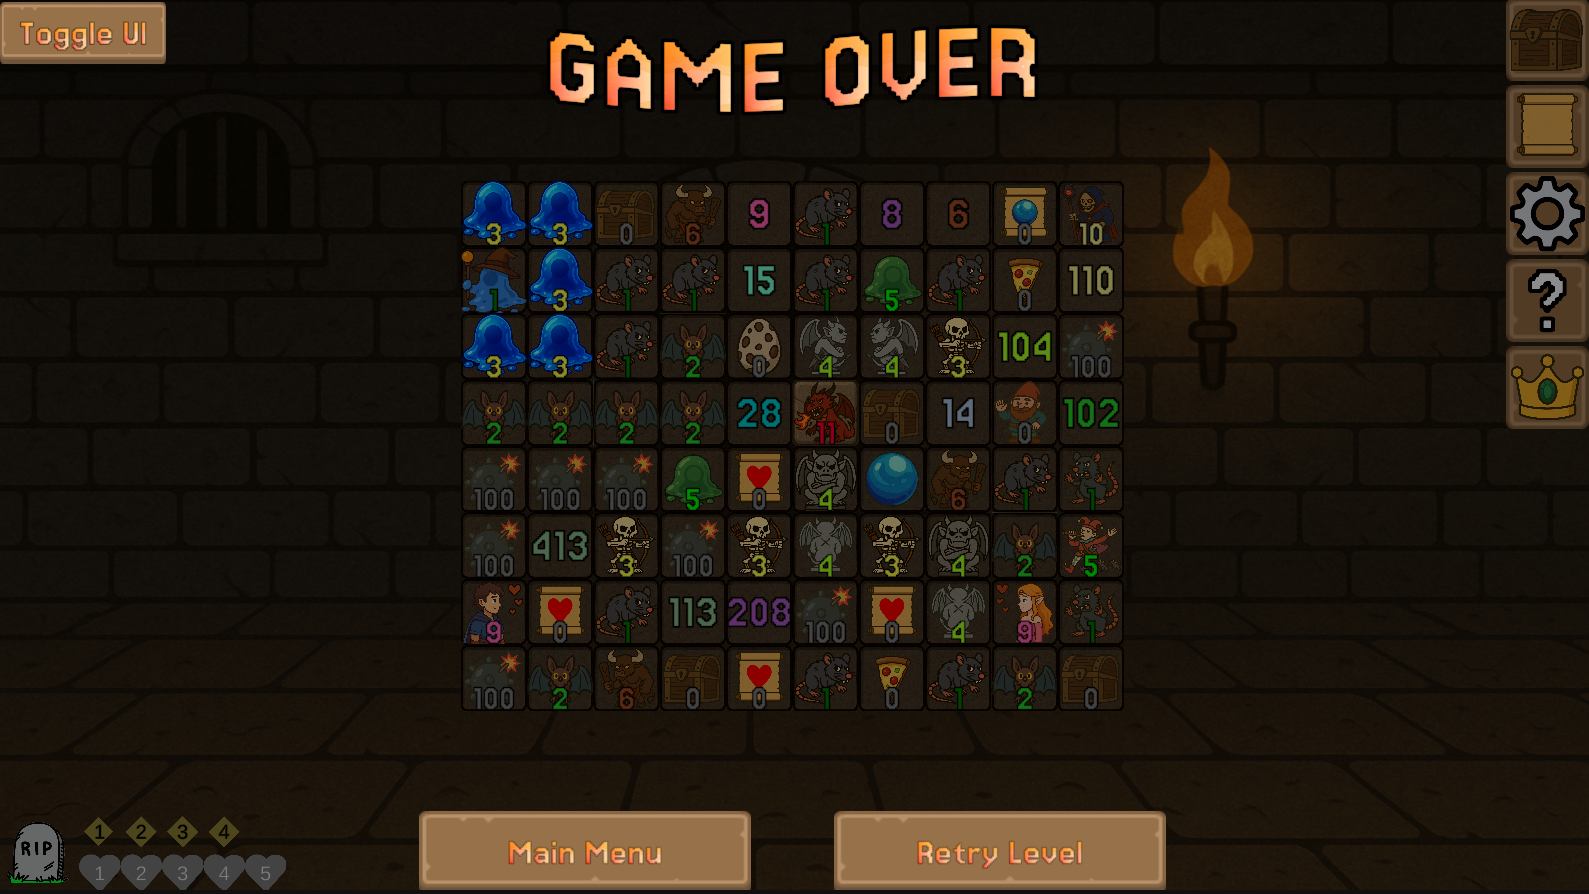 Toggle UI
GAME OVER
3 3 0 6 9 1 8 6 0 10
1 3 1 1 15 1 5 1 0 110
3 3 1 2 0 4 4 3 104 100
2 2 2 2 28 11 0 14 0 102
100 100 100 5 0 4 6 1 1
100 413 3 100 3 4 3 4 2 5
9 0 1 113 208 100 0 4 9 1
100 2 6 0 0 1 0 1 2 0
?
RIP
1 2 3 4
1 2 3 4 5
Main Menu
Retry Level